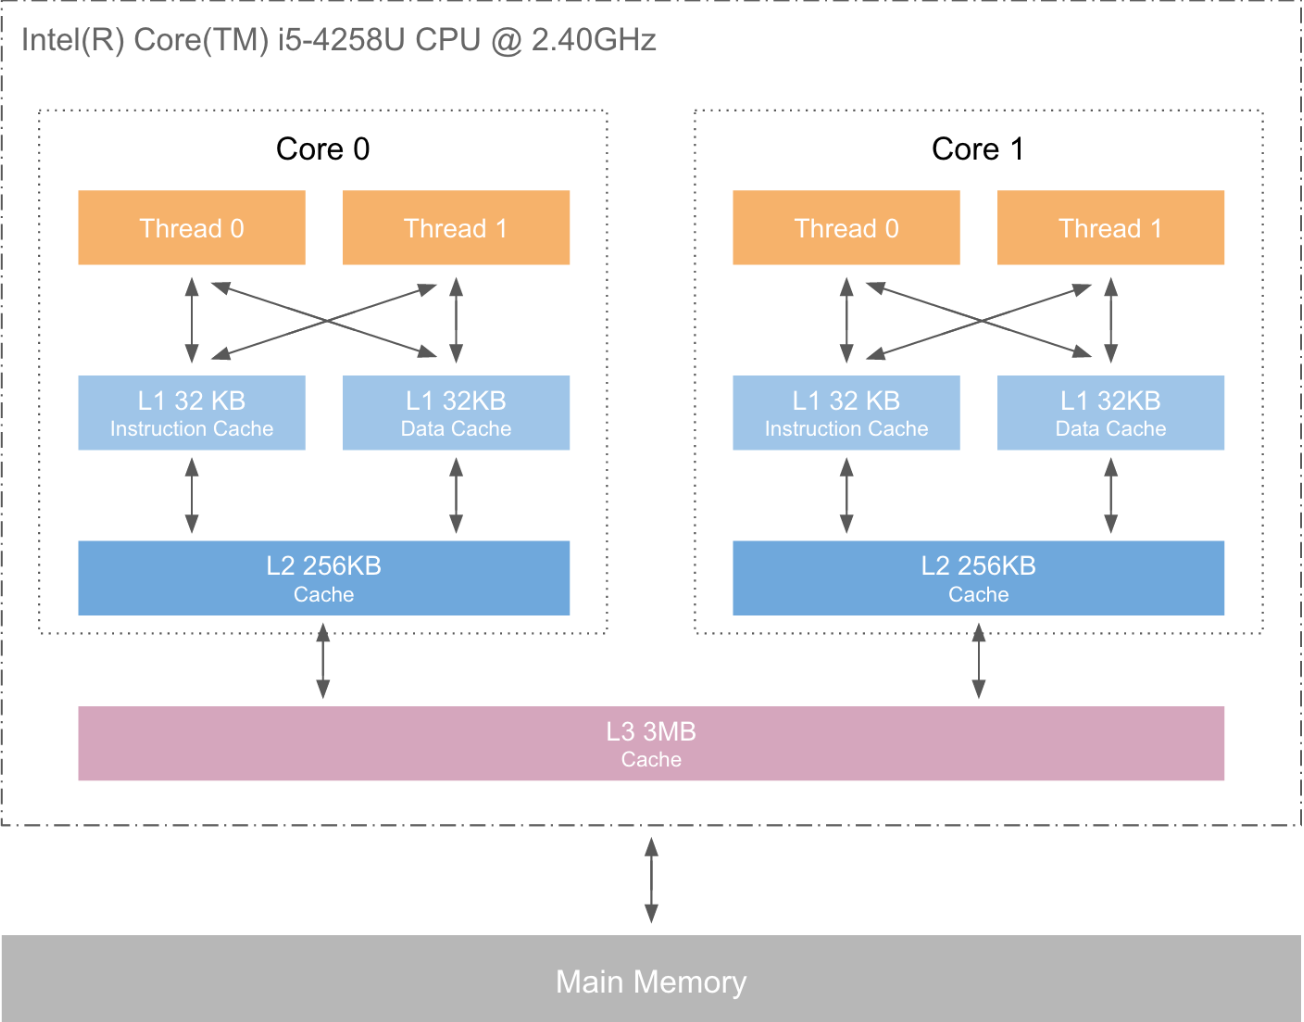 Intel(R) Core(TM) i5-4258U CPU @ 2.40GHz
Core 0
Thread 0
Thread 1
L1 32 KB
Instruction Cache
L1 32KB
Data Cache
L2 256KB
Cache
Core 1
Thread 0
Thread 1
L1 32 KB
Instruction Cache
L1 32KB
Data Cache
L2 256KB
Cache
L3 3MB
Cache
Main Memory